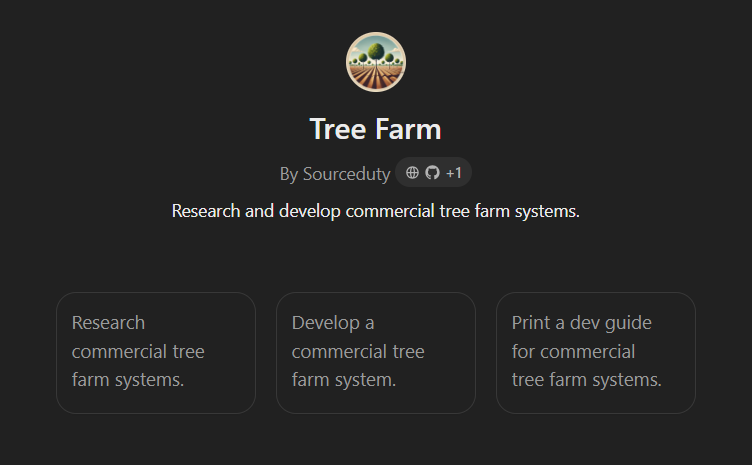 Tree Farm
By Sourceduty +1
Research and develop commercial tree farm systems.
Research
commercial tree
farm systems.
Develop a
commercial tree
farm system.
Print a dev guide
for commercial
tree farm systems.